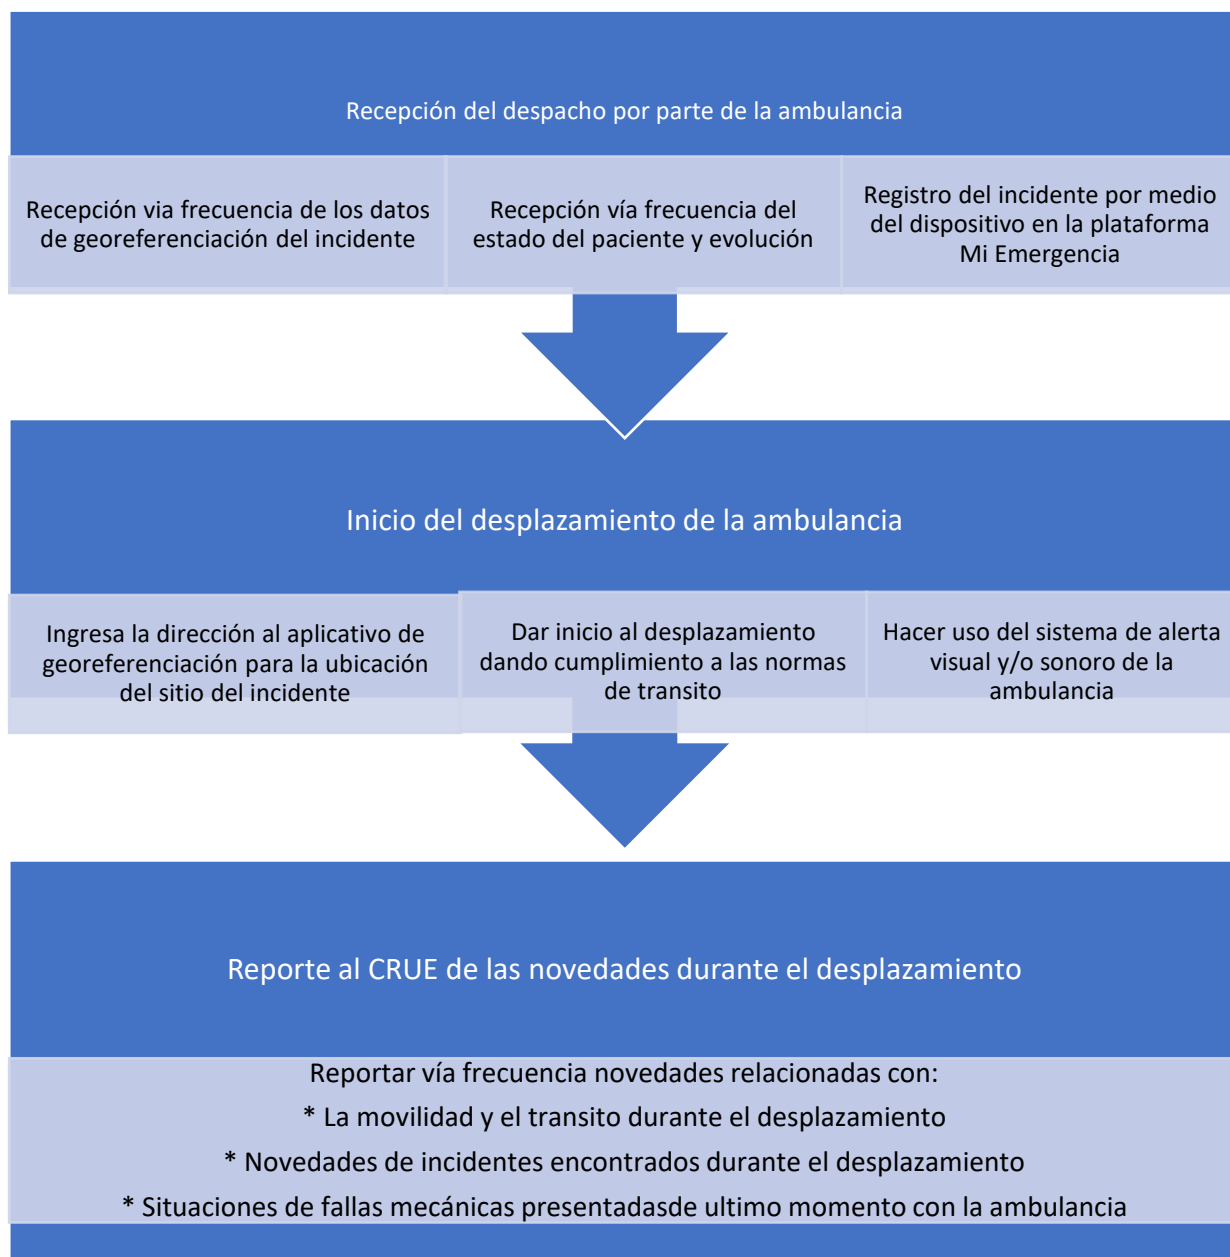 Recepción del despacho por parte de la ambulancia
Recepción via frecuencia de los datos
de georeferenciación del incidente
Recepción vía frecuencia del
estado del paciente y evolución
Registro del incidente por medio
del dispositivo en la plataforma
Mi Emergencia
Inicio del desplazamiento de la ambulancia
Ingresa la dirección al aplicativo de
georeferenciación para la ubicación
del sitio del incidente
Dar inicio al desplazamiento
dando cumplimiento a las normas
de transito
Hacer uso del sistema de alerta
visual y/o sonoro de la
ambulancia
Reporte al CRUE de las novedades durante el desplazamiento
Reportar vía frecuencia novedades relacionadas con:
* La movilidad y el transito durante el desplazamiento
* Novedades de incidentes encontrados durante el desplazamiento
* Situaciones de fallas mecánicas presentadasde ultimo momento con la ambulancia